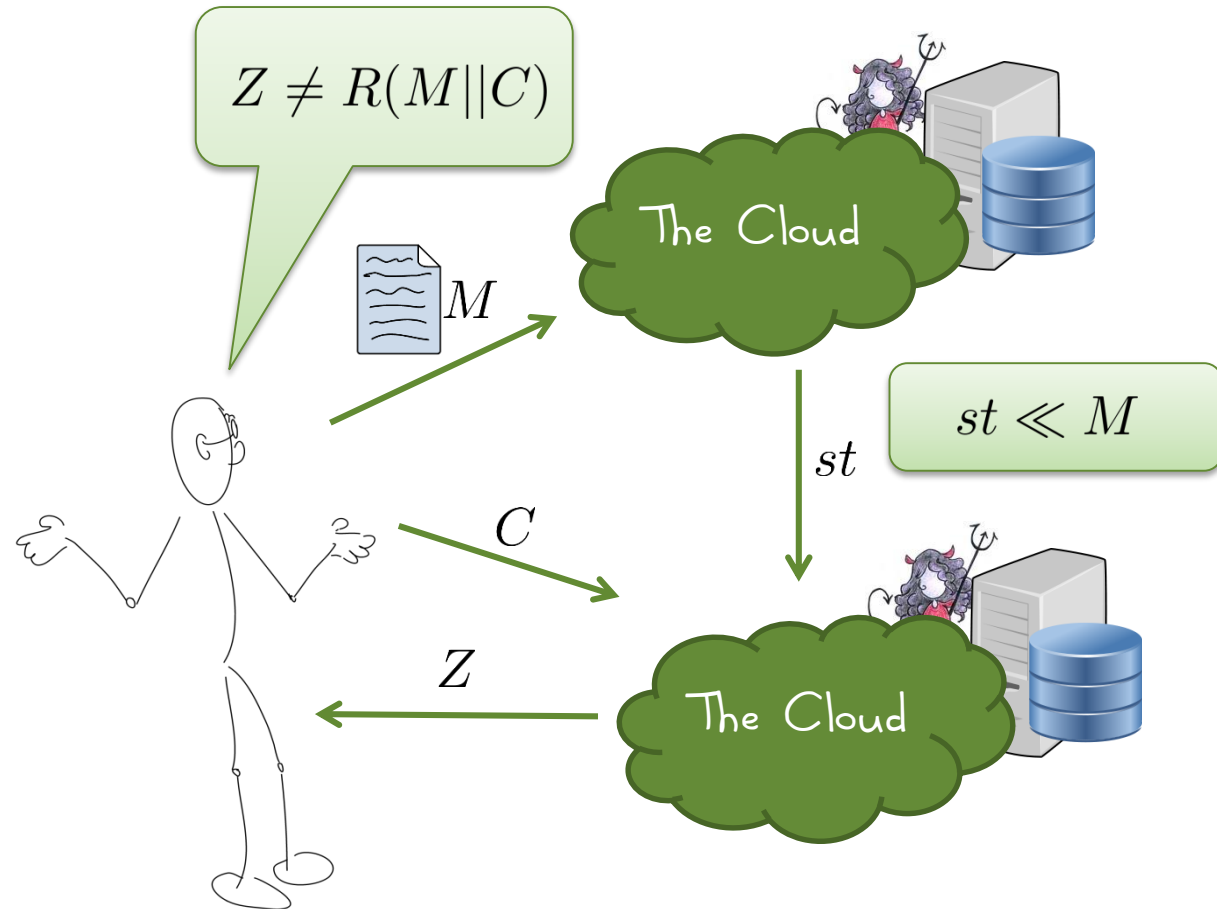 Z ≠ R(M||C)
The Cloud
M
st ≪ M
st
C
Z
The Cloud